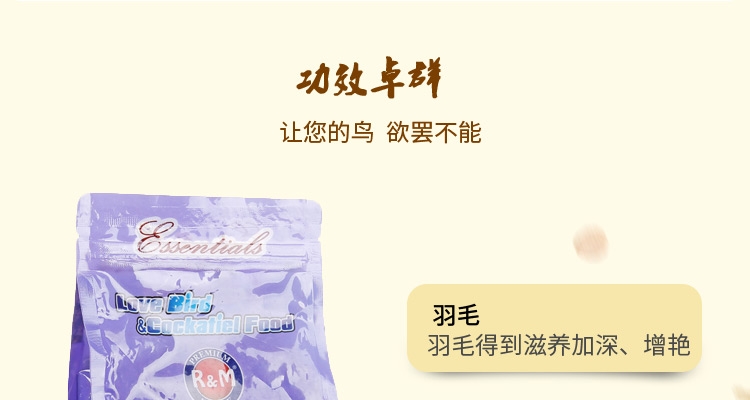 功效卓群
让您的鸟 欲罢不能
Essentials
Love Bird
& Cockatiel Food
PREMIUM
R&M
羽毛
羽毛得到滋养加深、增艳